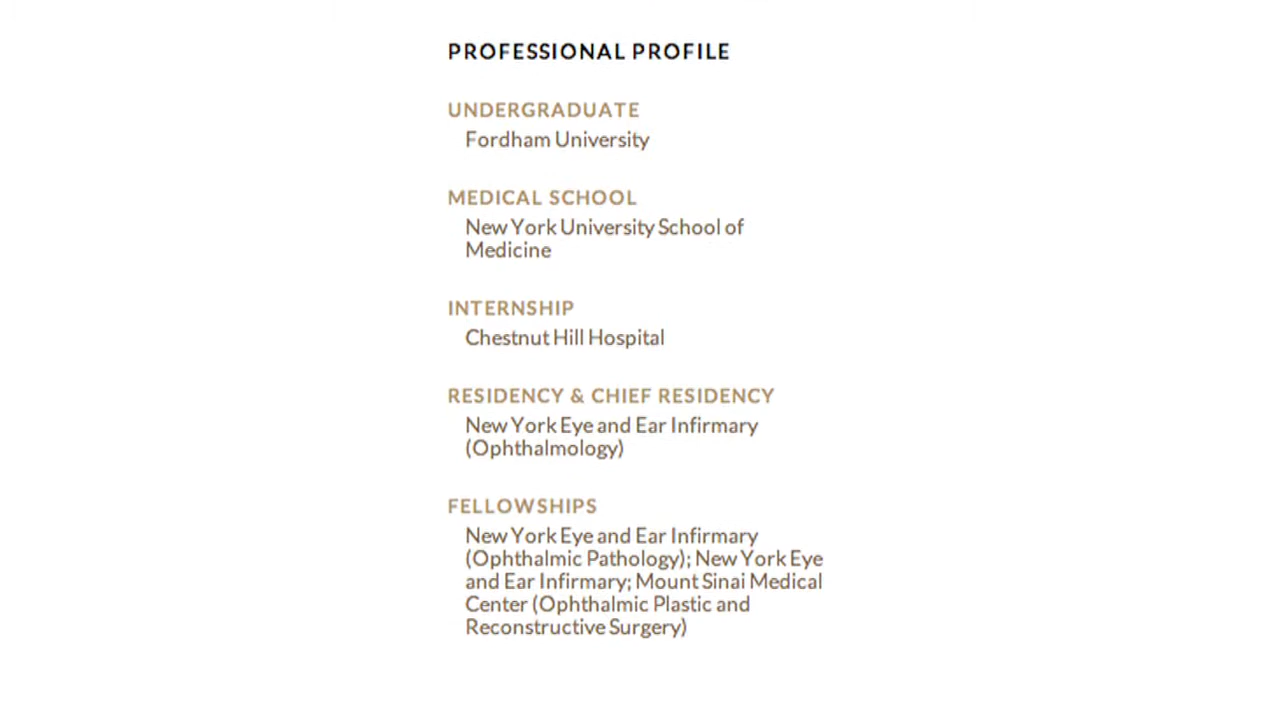 PROFESSIONAL PROFILE
UNDERGRADUATE
Fordham University
MEDICAL SCHOOL
New York University School of
Medicine
INTERNSHIP
Chestnut Hill Hospital
RESIDENCY & CHIEF RESIDENCY
New York Eye and Ear Infirmary
(Ophthalmology)
FELLOWSHIPS
New York Eye and Ear Infirmary
(Ophthalmic Pathology); New York Eye
and Ear Infirmary; Mount Sinai Medical
Center (Ophthalmic Plastic and
Reconstructive Surgery)